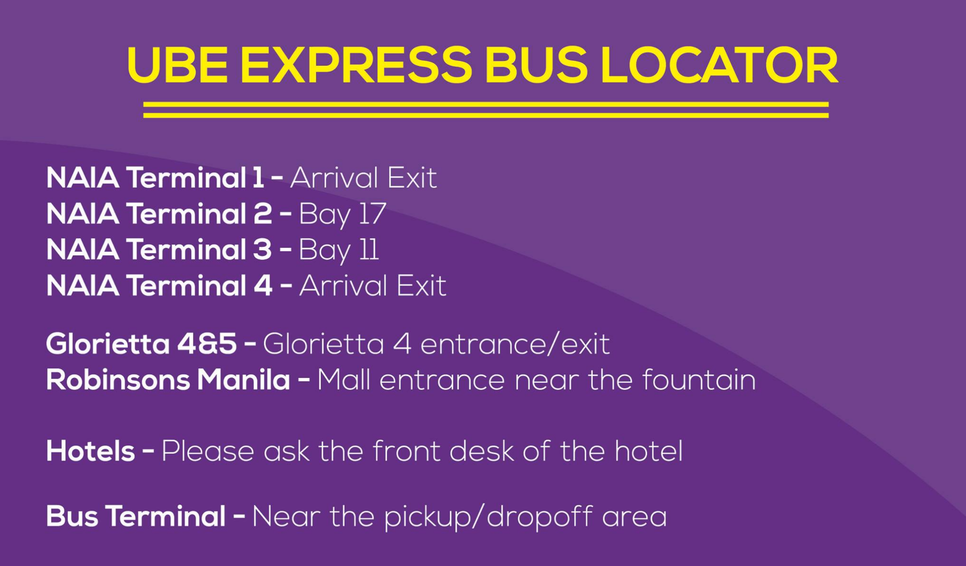 UBE EXPRESS BUS LOCATOR
NAIA Terminal 1 - Arrival Exit
NAIA Terminal 2 - Bay 17
NAIA Terminal 3 - Bay 11
NAIA Terminal 4 - Arrival Exit
Glorietta 4&5 - Glorietta 4 entrance/exit
Robinsons Manila - Mall entrance near the fountain
Hotels - Please ask the front desk of the hotel
Bus Terminal - Near the pickup/dropoff area